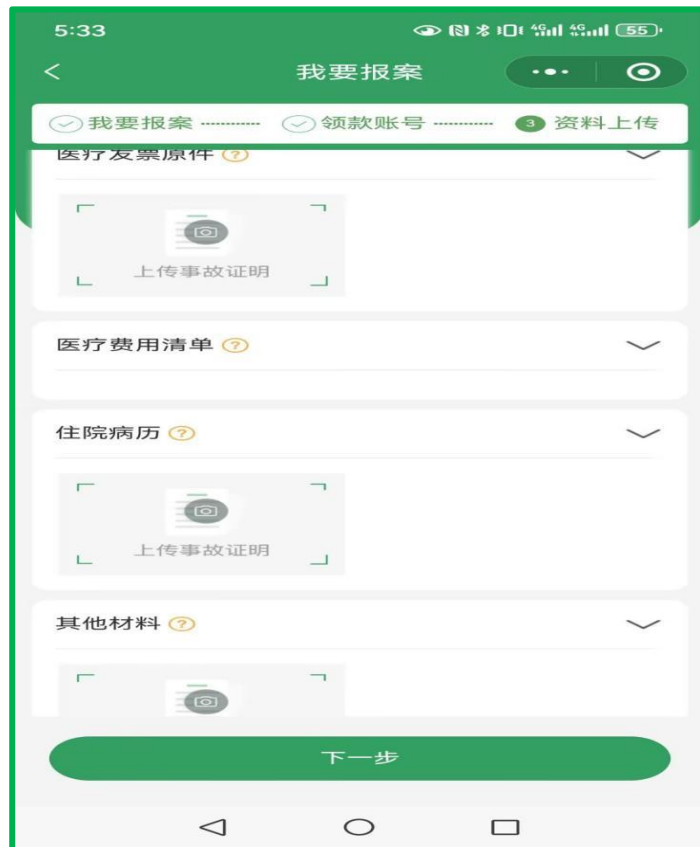 5:33
4G 4G 55
我要报案
我要报案 领款账号 3 资料上传
医疗发票原件 ?
上传事故证明
医疗费用清单 ?
住院病历 ?
上传事故证明
其他材料 ?
下一步